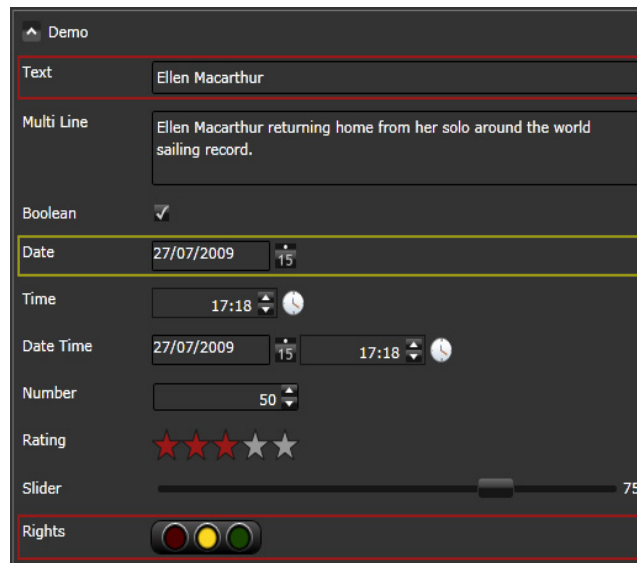 Demo
Text Ellen Macarthur
Multi Line Ellen Macarthur returning home from her solo around the world
sailing record.
Boolean
Date 27/07/2009 15
Time 17:18
Date Time 27/07/2009 15 17:18
Number 50
Rating
Slider 75
Rights